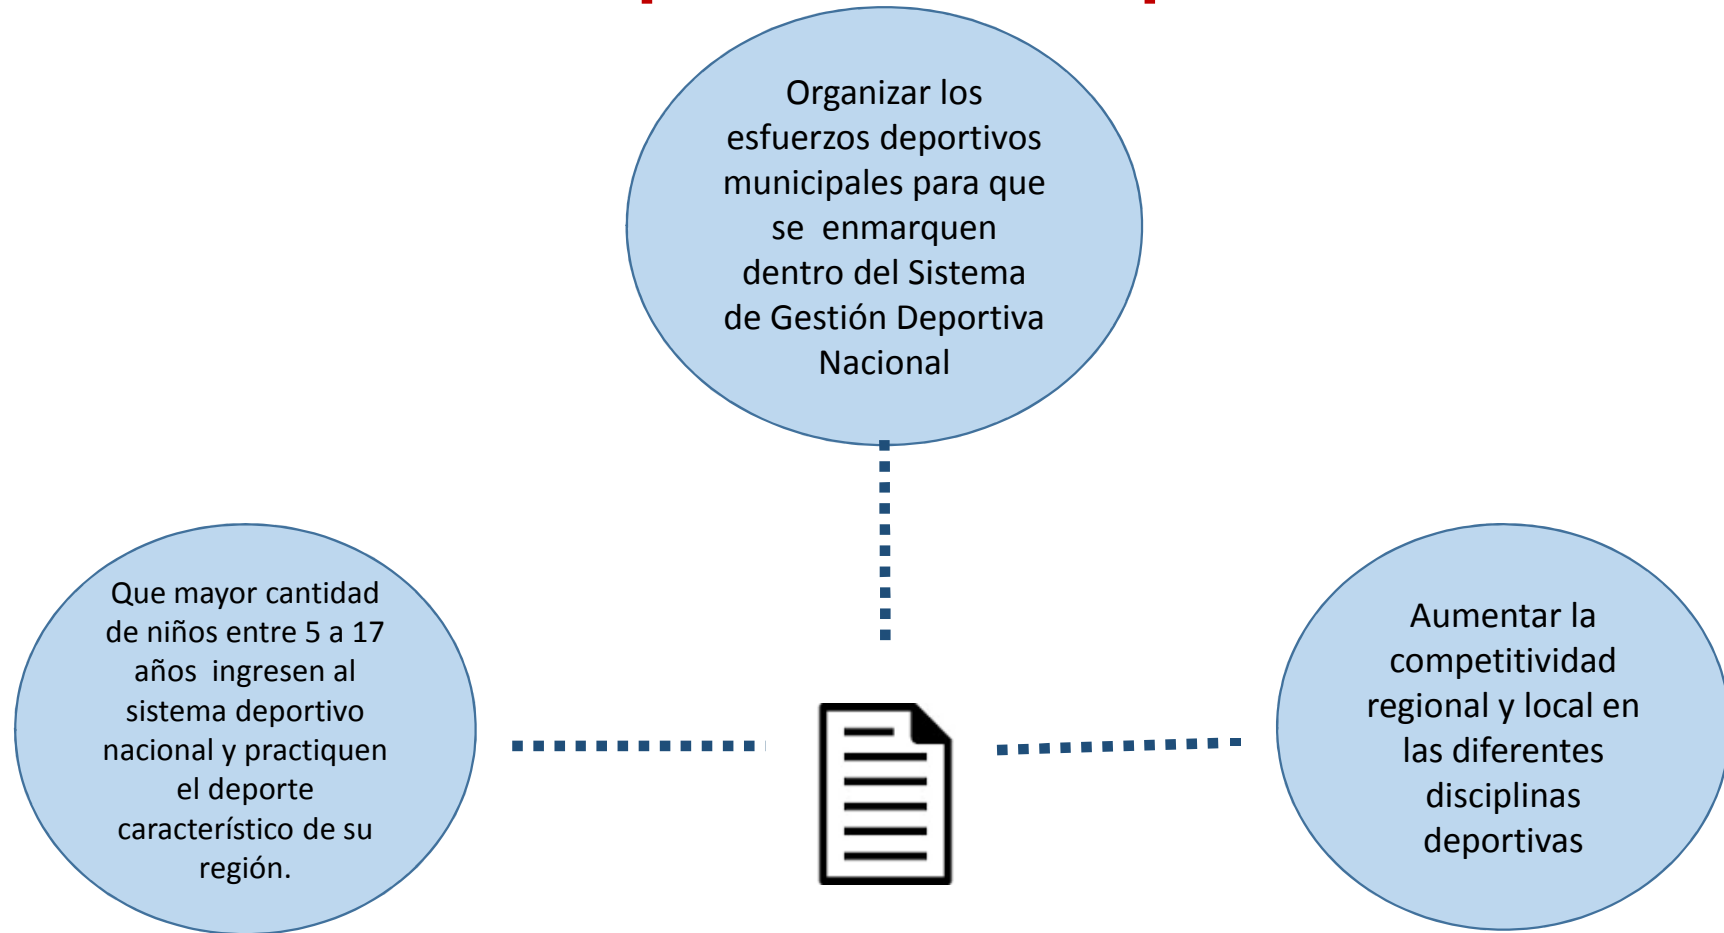 Organizar los
esfuerzos deportivos
municipales para que
se enmarquen
dentro del Sistema
de Gestión Deportiva
Nacional
Que mayor cantidad
de niños entre 5 a 17
años ingresen al
sistema deportivo
nacional y practiquen
el deporte
característico de su
región.
Aumentar la
competitividad
regional y local en
las diferentes
disciplinas
deportivas